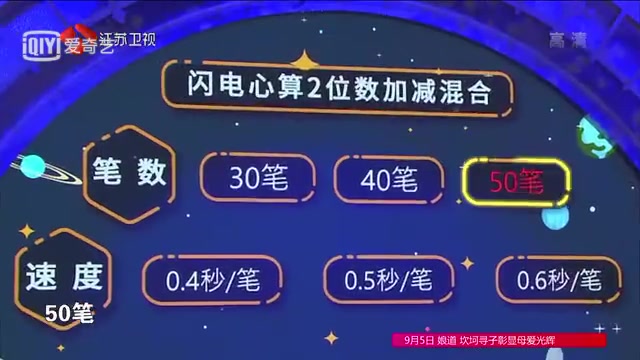 iQIYI 爱奇艺
江苏卫视
高清
闪电心算2位数加减混合
笔数
30笔
40笔
50笔
速度
0.4秒/笔
0.5秒/笔
0.6秒/笔
50笔
9月5日 娘道 坎坷寻子彰显母爱光辉